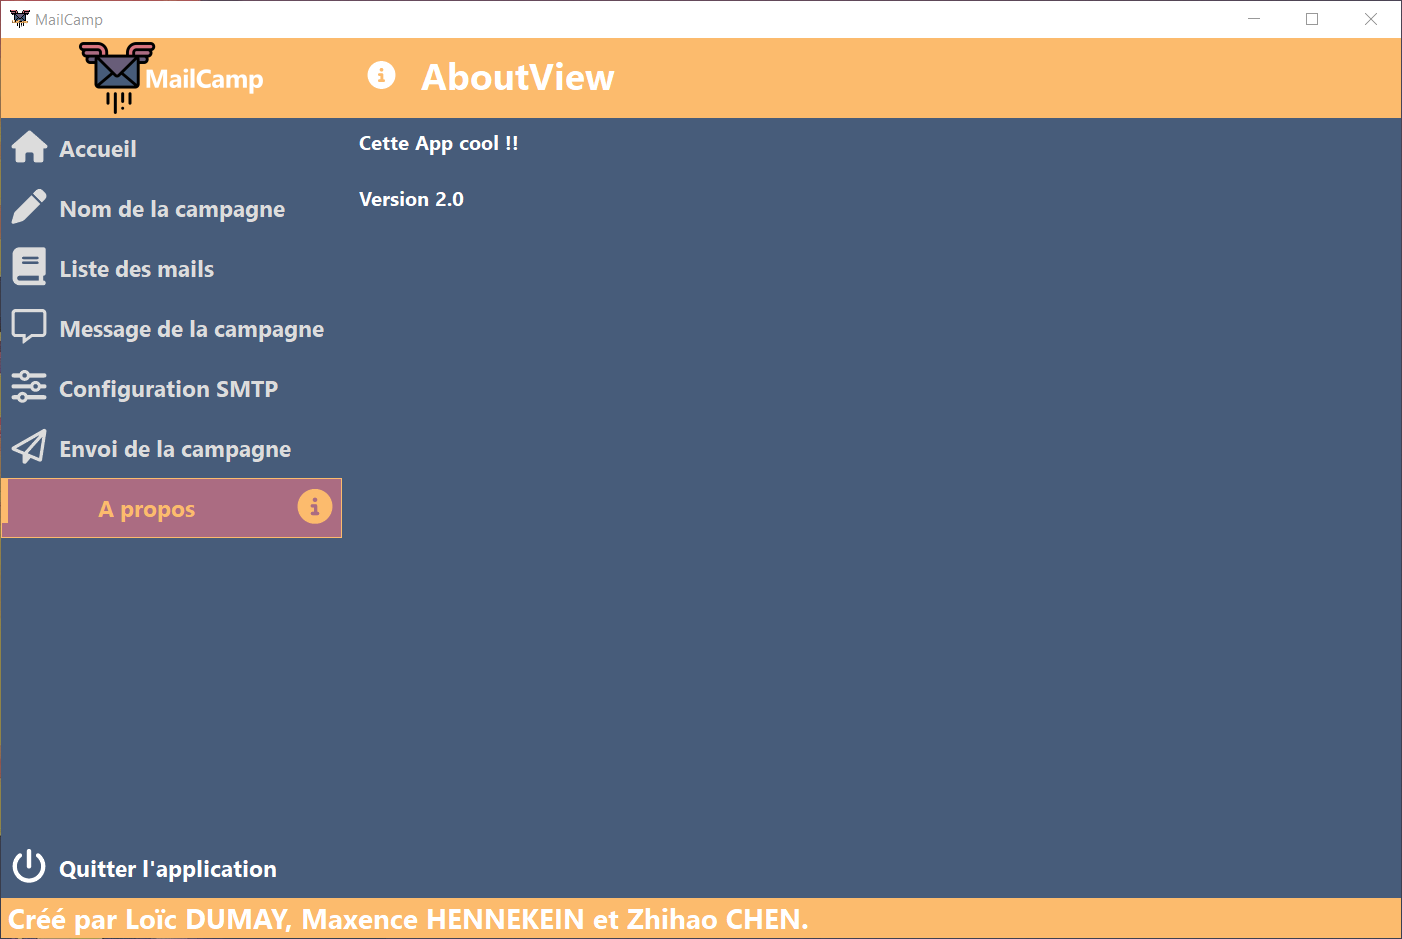 MailCamp
MailCamp
AboutView
Accueil
Nom de la campagne
Liste des mails
Message de la campagne
Configuration SMTP
Envoi de la campagne
A propos
Cette App cool !!
Version 2.0
Quitter l'application
Créé par Loïc DUMAY, Maxence HENNEKEIN et Zhihao CHEN.